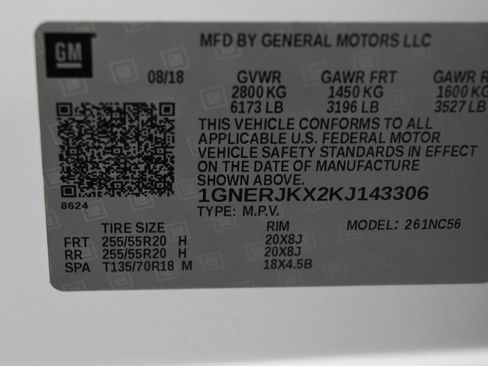 GM
MFD BY GENERAL MOTORS LLC
08/18 GVWR GAWR FRT GAWR R
2800 KG 1450 KG 1600 KG
6173 LB 3196 LB 3527 LB
THIS VEHICLE CONFORMS TO ALL
APPLICABLE U.S. FEDERAL MOTOR
VEHICLE SAFETY STANDARDS IN EFFECT
ON THE DATE OF MANUFACTURE
SHOWN ABOVE.
8624
1GNERJKX2KJ143306
TYPE: M.P.V. MODEL: 261NC56
TIRE SIZE RIM
FRT 255/55R20 H 20X8J
RR 255/55R20 H 20X8J
SPA T135/70R18 M 18X4.5B